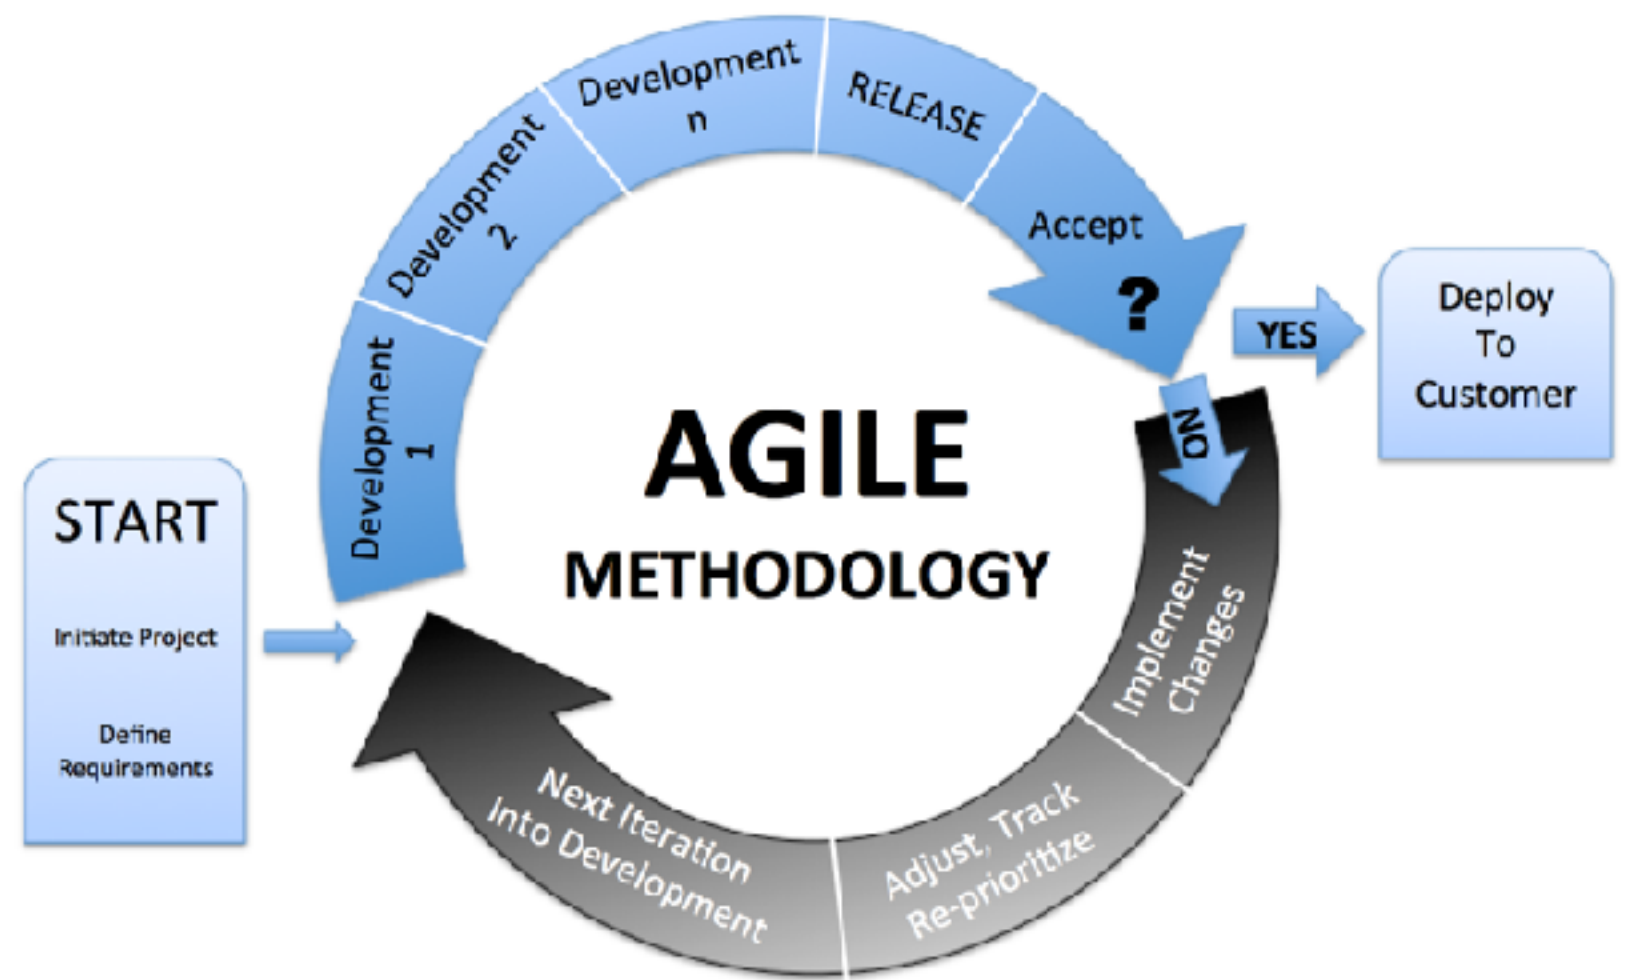 START
Initiate Project
Define
Requirements
Development
1
Development
2
Development
n
RELEASE
Accept
?
YES
Deploy
To
Customer
NO
Implement
Changes
Adjust, Track
Re-prioritize
Next Iteration
Into Development
AGILE
METHODOLOGY